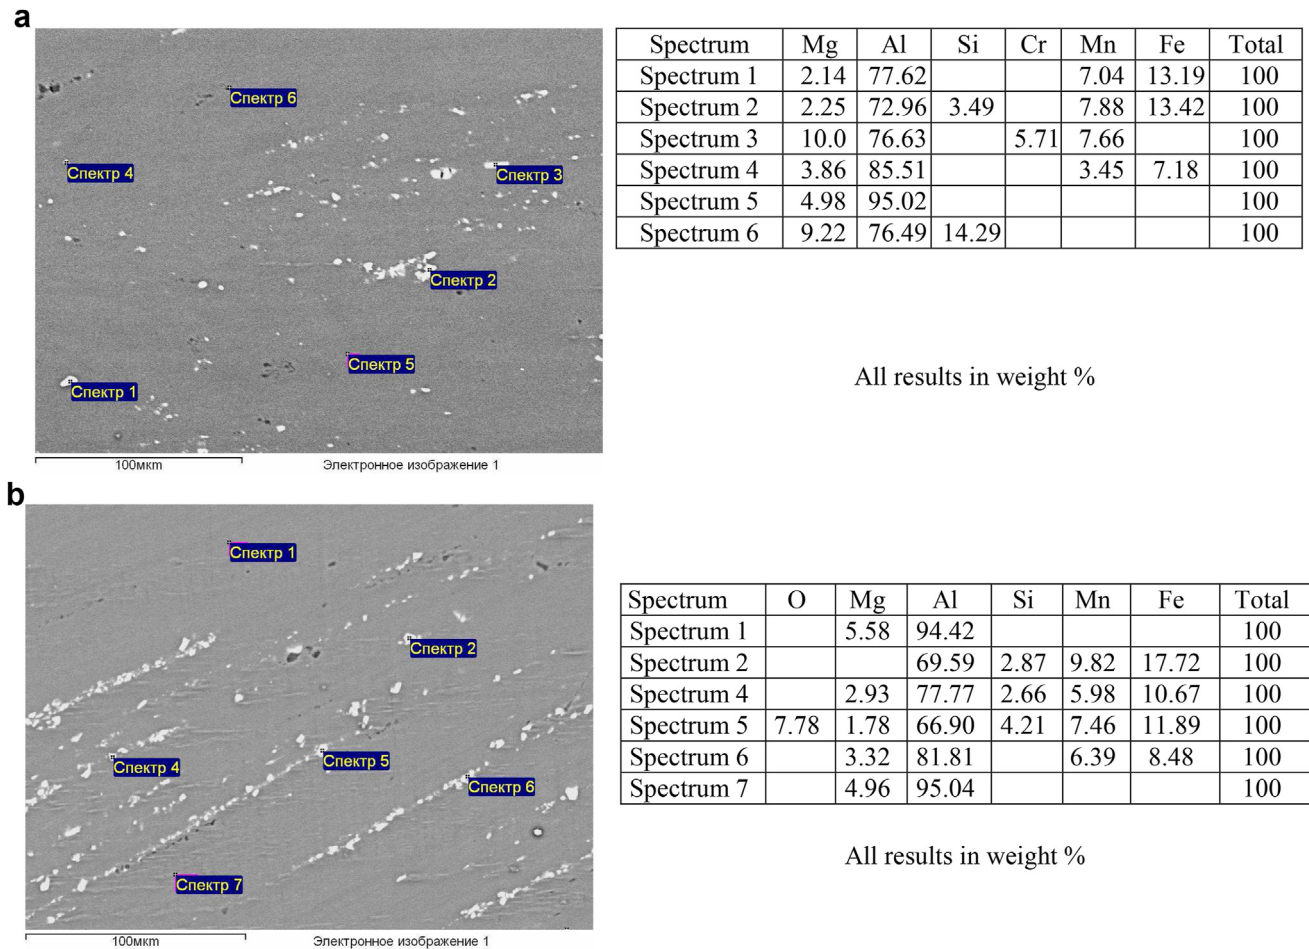 a
Спектр 6
Спектр 4
Спектр 3
Спектр 2
Спектр 5
Спектр 1
100мкm
Электронное изображение 1
Spectrum Mg Al Si Cr Mn Fe Total
Spectrum 1 2.14 77.62 7.04 13.19 100
Spectrum 2 2.25 72.96 3.49 7.88 13.42 100
Spectrum 3 10.0 76.63 5.71 7.66 100
Spectrum 4 3.86 85.51 3.45 7.18 100
Spectrum 5 4.98 95.02 100
Spectrum 6 9.22 76.49 14.29 100
All results in weight %
b
Спектр 1
Спектр 2
Спектр 4
Спектр 5
Спектр 6
Спектр 7
100мкm
Электронное изображение 1
Spectrum O Mg Al Si Mn Fe Total
Spectrum 1 5.58 94.42 100
Spectrum 2 69.59 2.87 9.82 17.72 100
Spectrum 4 2.93 77.77 2.66 5.98 10.67 100
Spectrum 5 7.78 1.78 66.90 4.21 7.46 11.89 100
Spectrum 6 3.32 81.81 6.39 8.48 100
Spectrum 7 4.96 95.04 100
All results in weight %